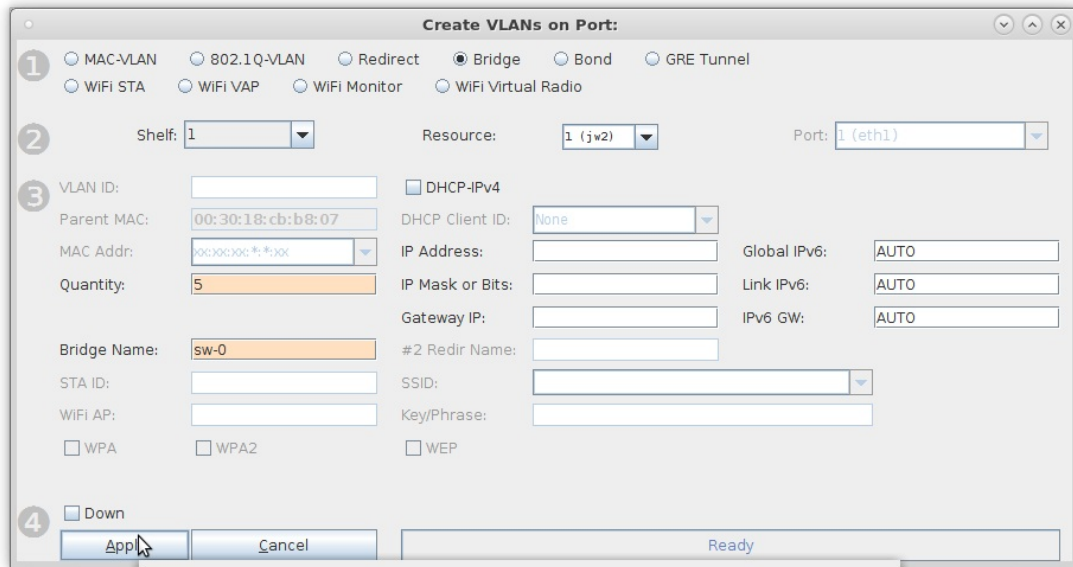 Create VLANs on Port:
1 MAC-VLAN 802.1Q-VLAN Redirect Bridge Bond GRE Tunnel
WiFi STA WiFi VAP WiFi Monitor WiFi Virtual Radio
2 Shelf: 1 Resource: 1 (jw2) Port: 1 (eth1)
3 VLAN ID: DHCP-IPv4
Parent MAC: 00:30:18:cb:b8:07 DHCP Client ID: None
MAC Addr: xx:xx:xx:*:*:xx IP Address: Global IPv6: AUTO
Quantity: 5 IP Mask or Bits: Link IPv6: AUTO
Gateway IP: IPv6 GW: AUTO
Bridge Name: sw-0 #2 Redir Name:
STA ID: SSID:
WiFi AP: Key/Phrase:
WPA WPA2 WEP
4 Down
Apply Cancel Ready